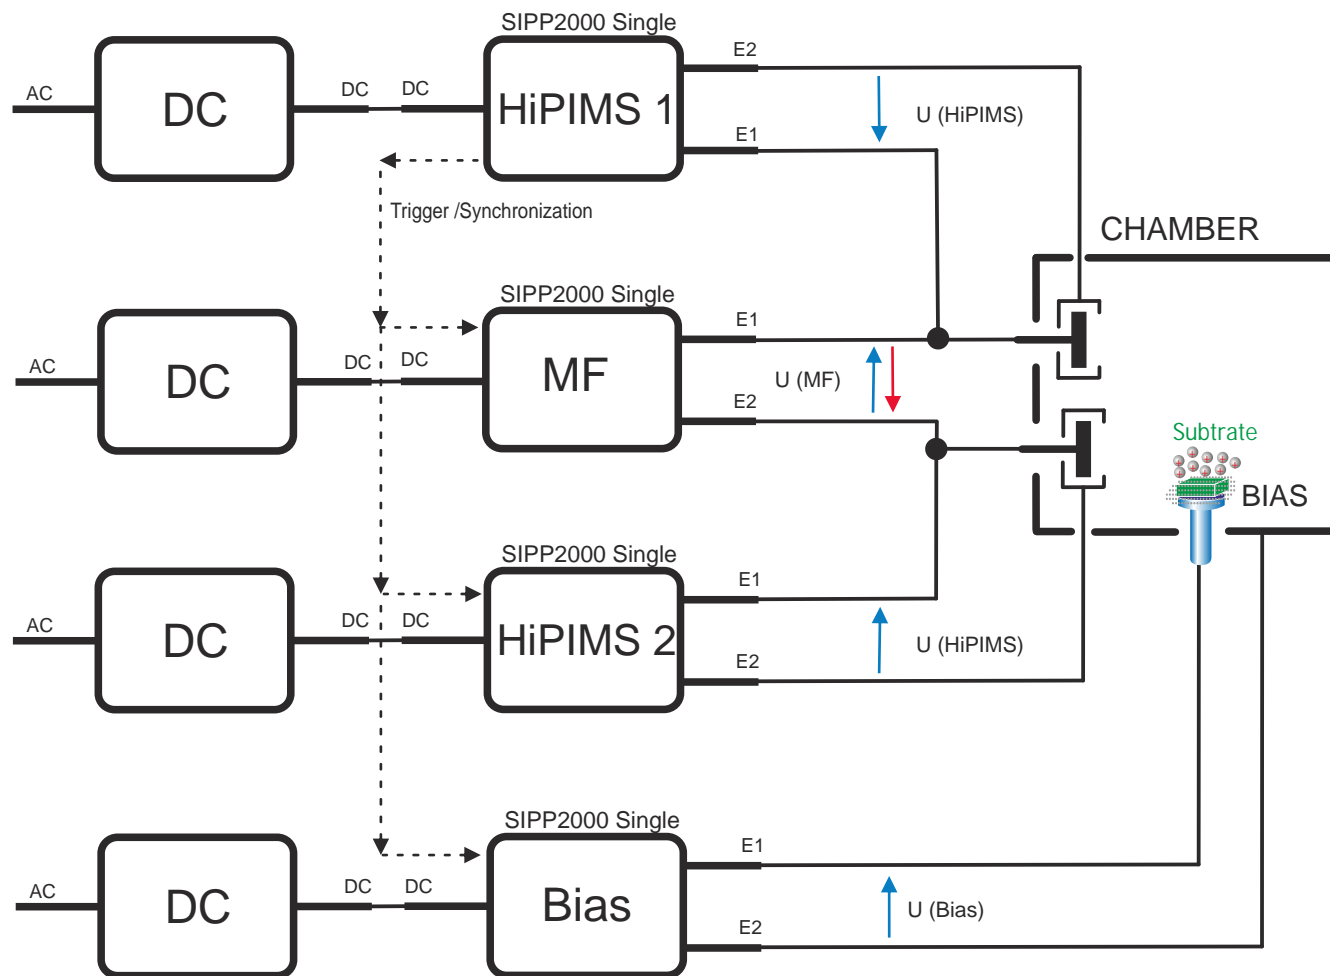 SIPP2000 Single
AC
DC
DC
DC
HiPIMS 1
E2
E1
U (HiPIMS)
Trigger /Synchronization
CHAMBER
SIPP2000 Single
AC
DC
DC
DC
MF
E1
E2
U (MF)
Subtrate
BIAS
SIPP2000 Single
AC
DC
DC
DC
HiPIMS 2
E1
E2
U (HiPIMS)
SIPP2000 Single
AC
DC
DC
DC
Bias
E1
E2
U (Bias)